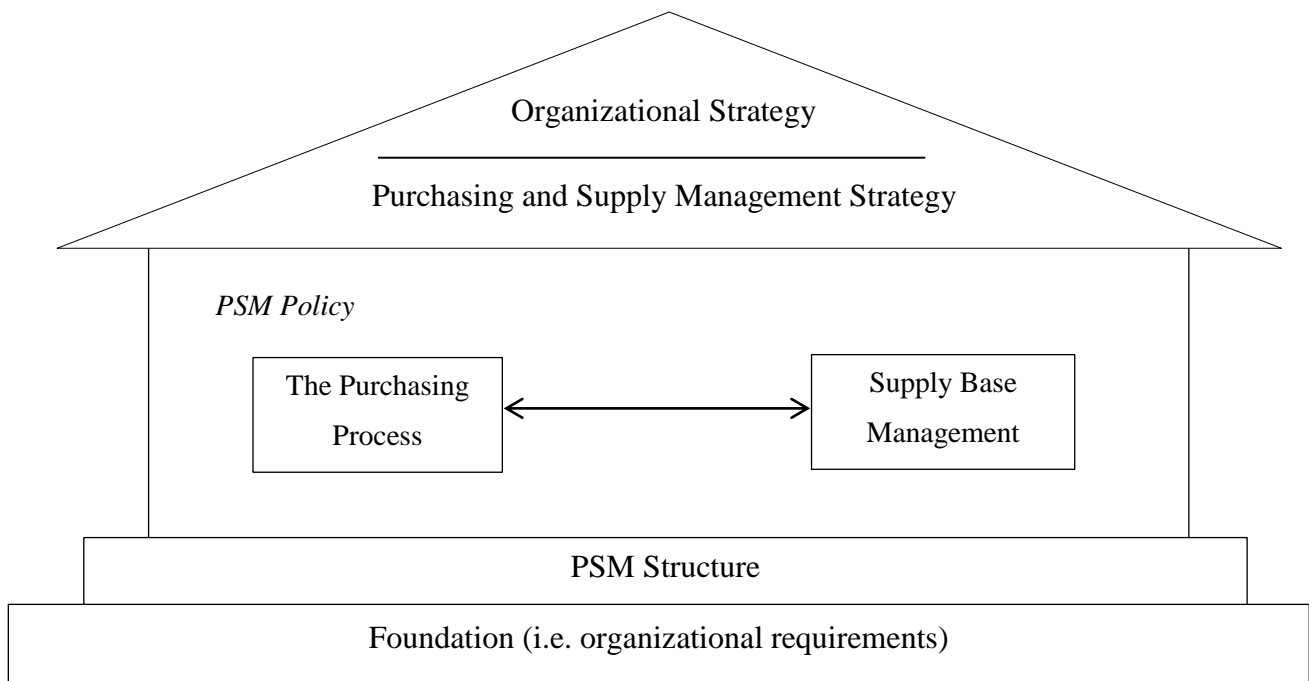 Organizational Strategy
Purchasing and Supply Management Strategy
PSM Policy
The Purchasing
Process
Supply Base
Management
PSM Structure
Foundation (i.e. organizational requirements)